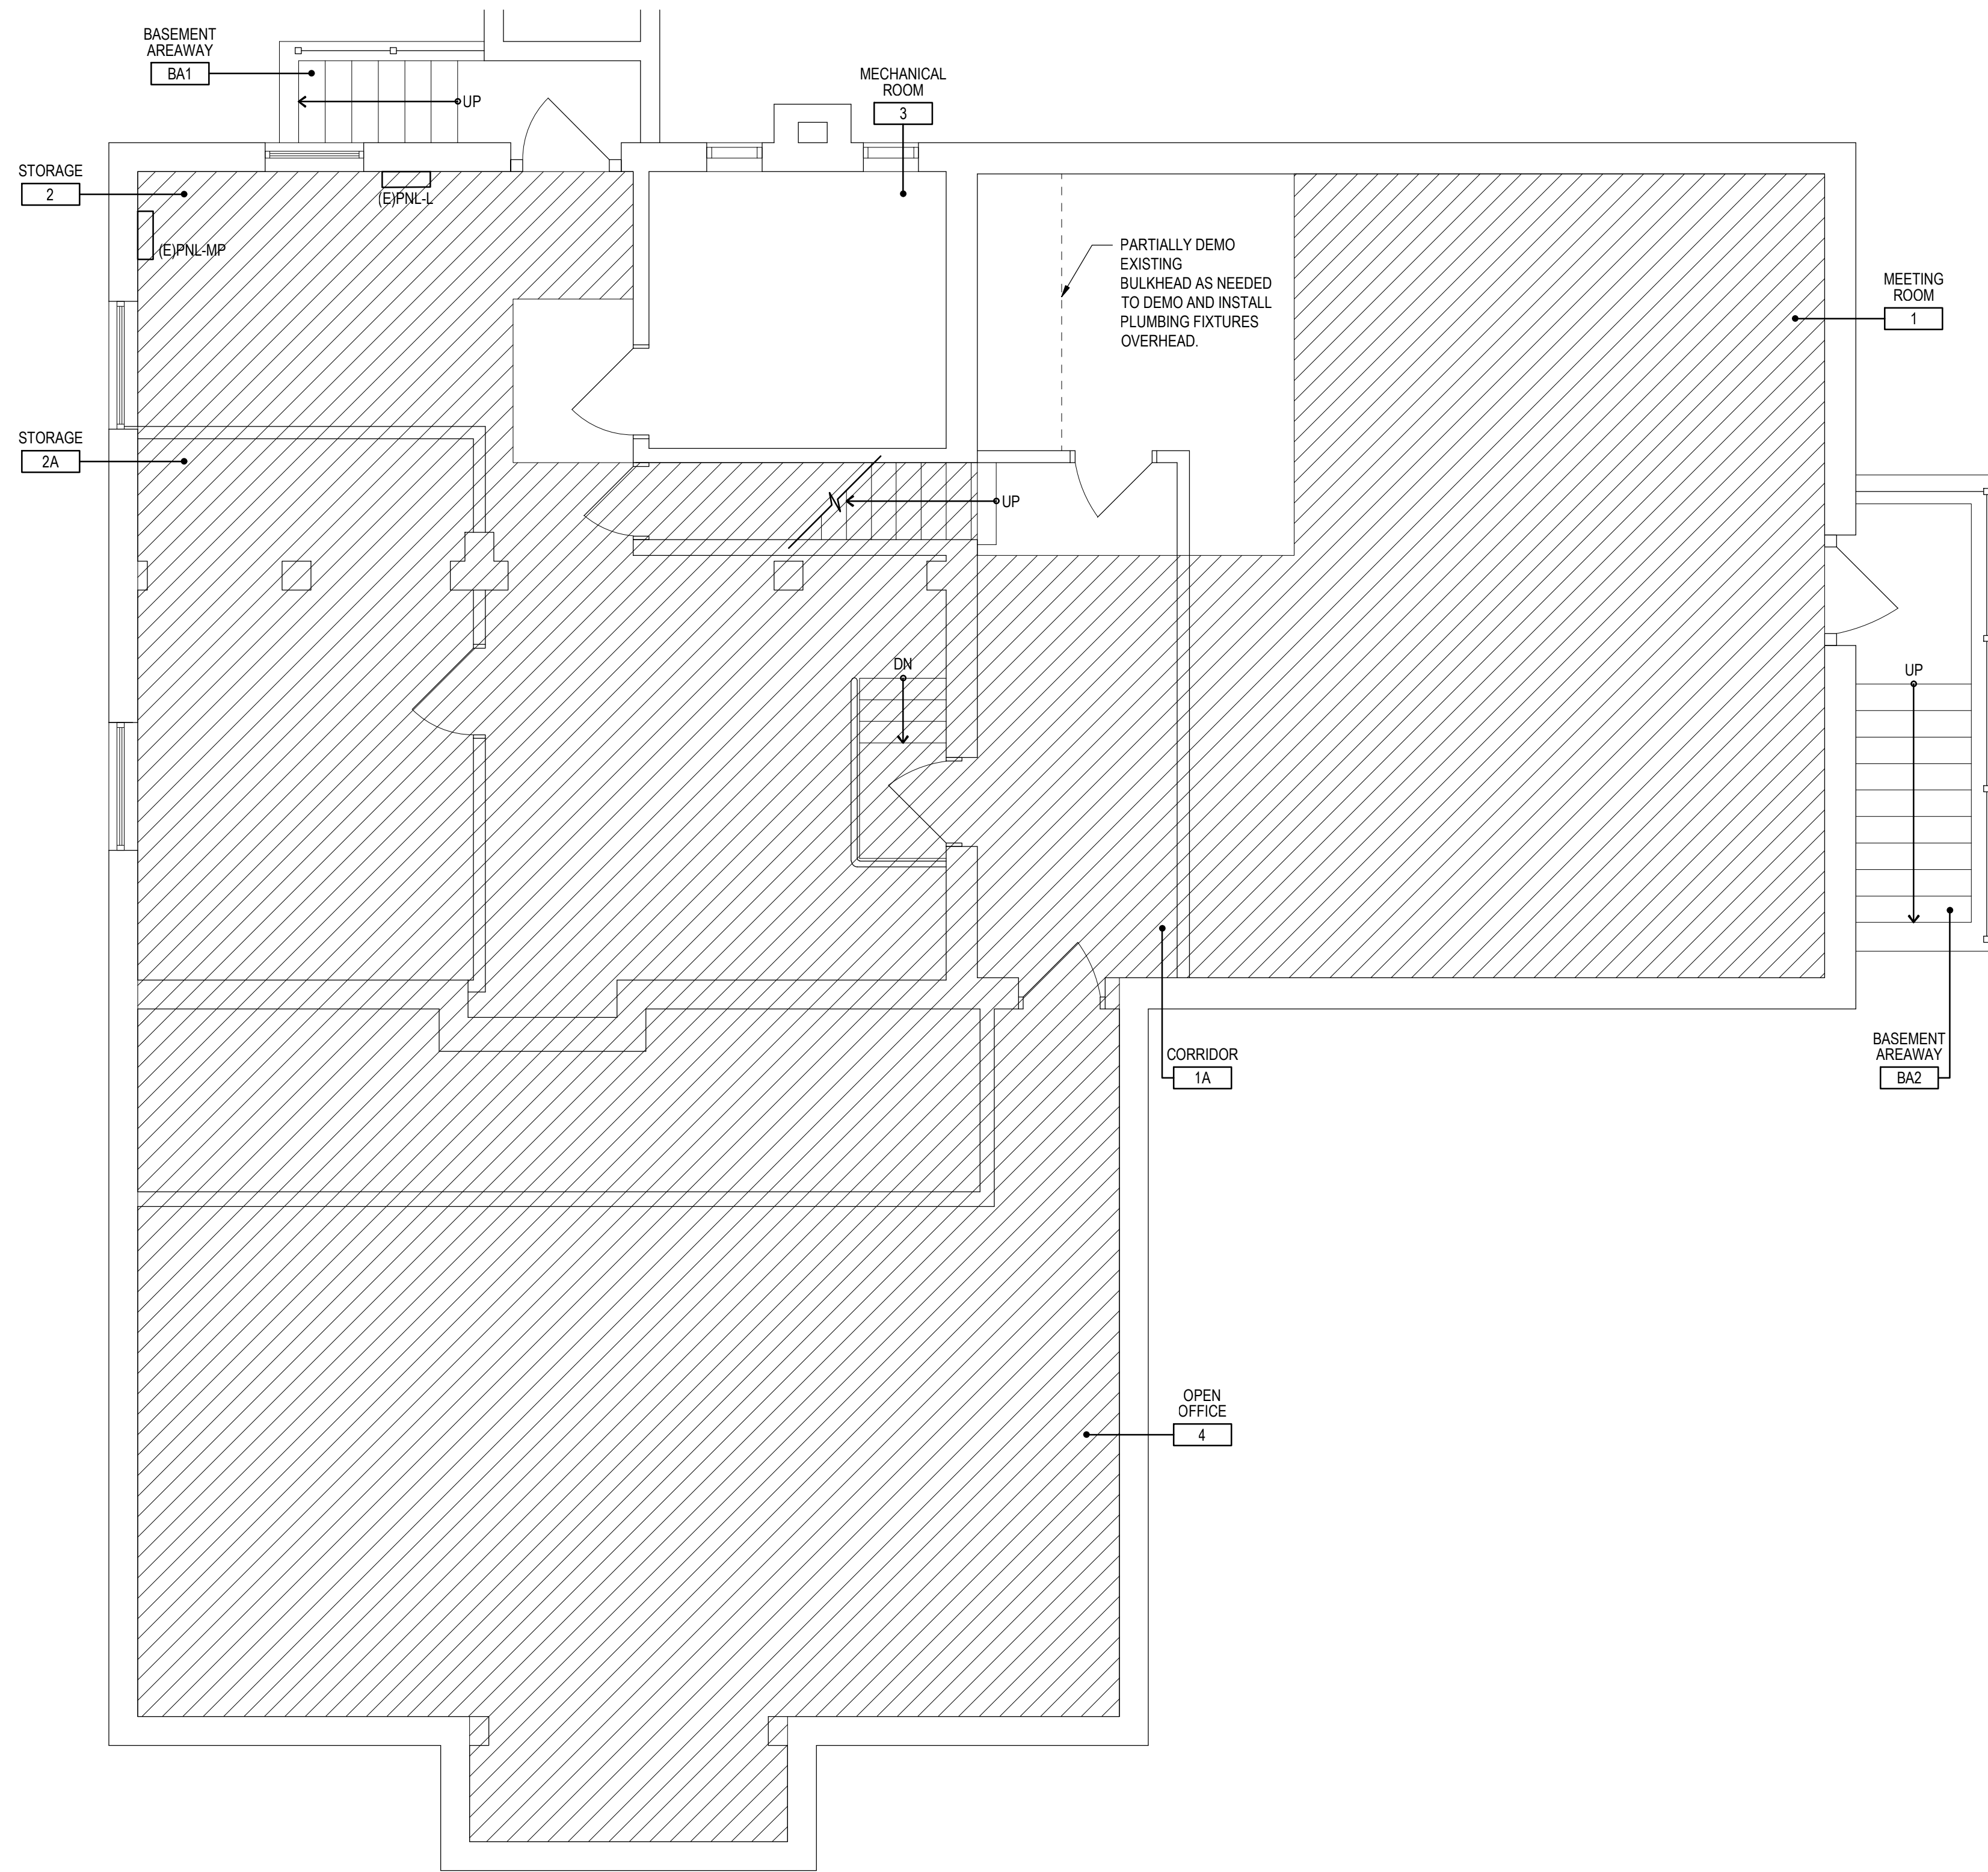 BASEMENT
AREAWAY
BA1
UP
MECHANICAL
ROOM
3
STORAGE
2
(E)PNL-L
(E)PNL-MP
PARTIALLY DEMO
EXISTING
BULKHEAD AS NEEDED
TO DEMO AND INSTALL
PLUMBING FIXTURES
OVERHEAD.
MEETING
ROOM
1
STORAGE
2A
UP
DN
UP
CORRIDOR
1A
BASEMENT
AREAWAY
BA2
OPEN
OFFICE
4